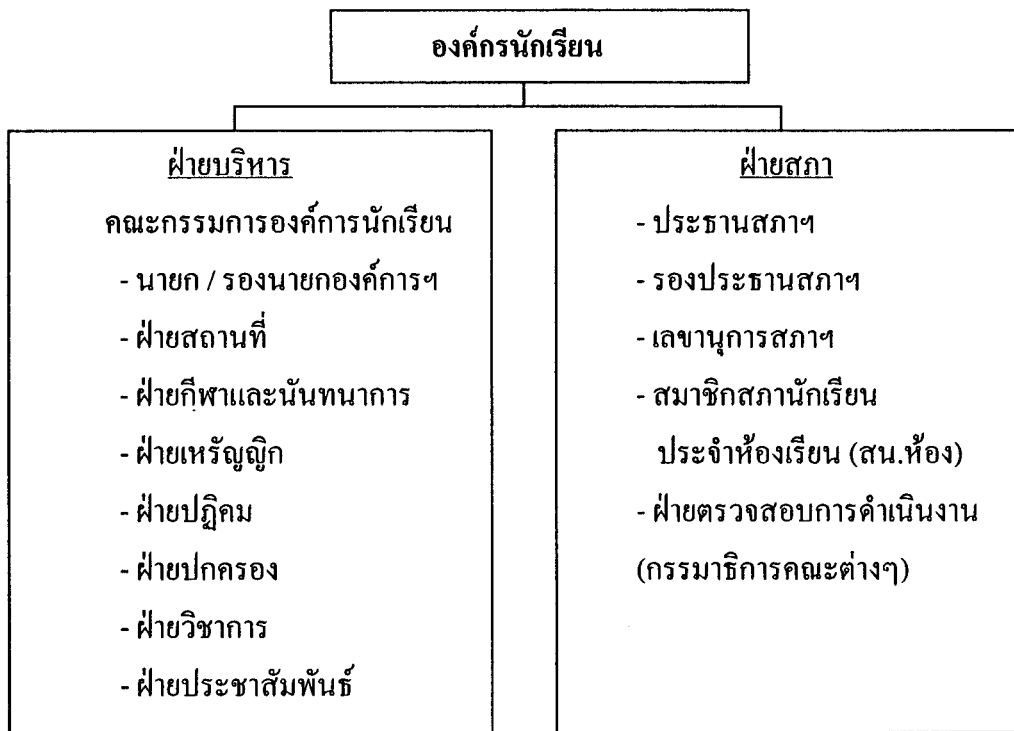 องค์กรนักเรียน
ฝ่ายบริหาร
คณะกรรมการองค์การนักเรียน
- นายก / รองนายกองค์การฯ
- ฝ่ายสถานที่
- ฝ่ายกีฬาและนันทนาการ
- ฝ่ายเหรัญญิก
- ฝ่ายปฏิคม
- ฝ่ายปกครอง
- ฝ่ายวิชาการ
- ฝ่ายประชาสัมพันธ์
ฝ่ายสภา
- ประธานสภาฯ
- รองประธานสภาฯ
- เลขานุการสภาฯ
- สมาชิกสภานักเรียน
ประจำห้องเรียน (สน.ห้อง)
- ฝ่ายตรวจสอบการดำเนินงาน
(กรรมาธิการคณะต่างๆ)